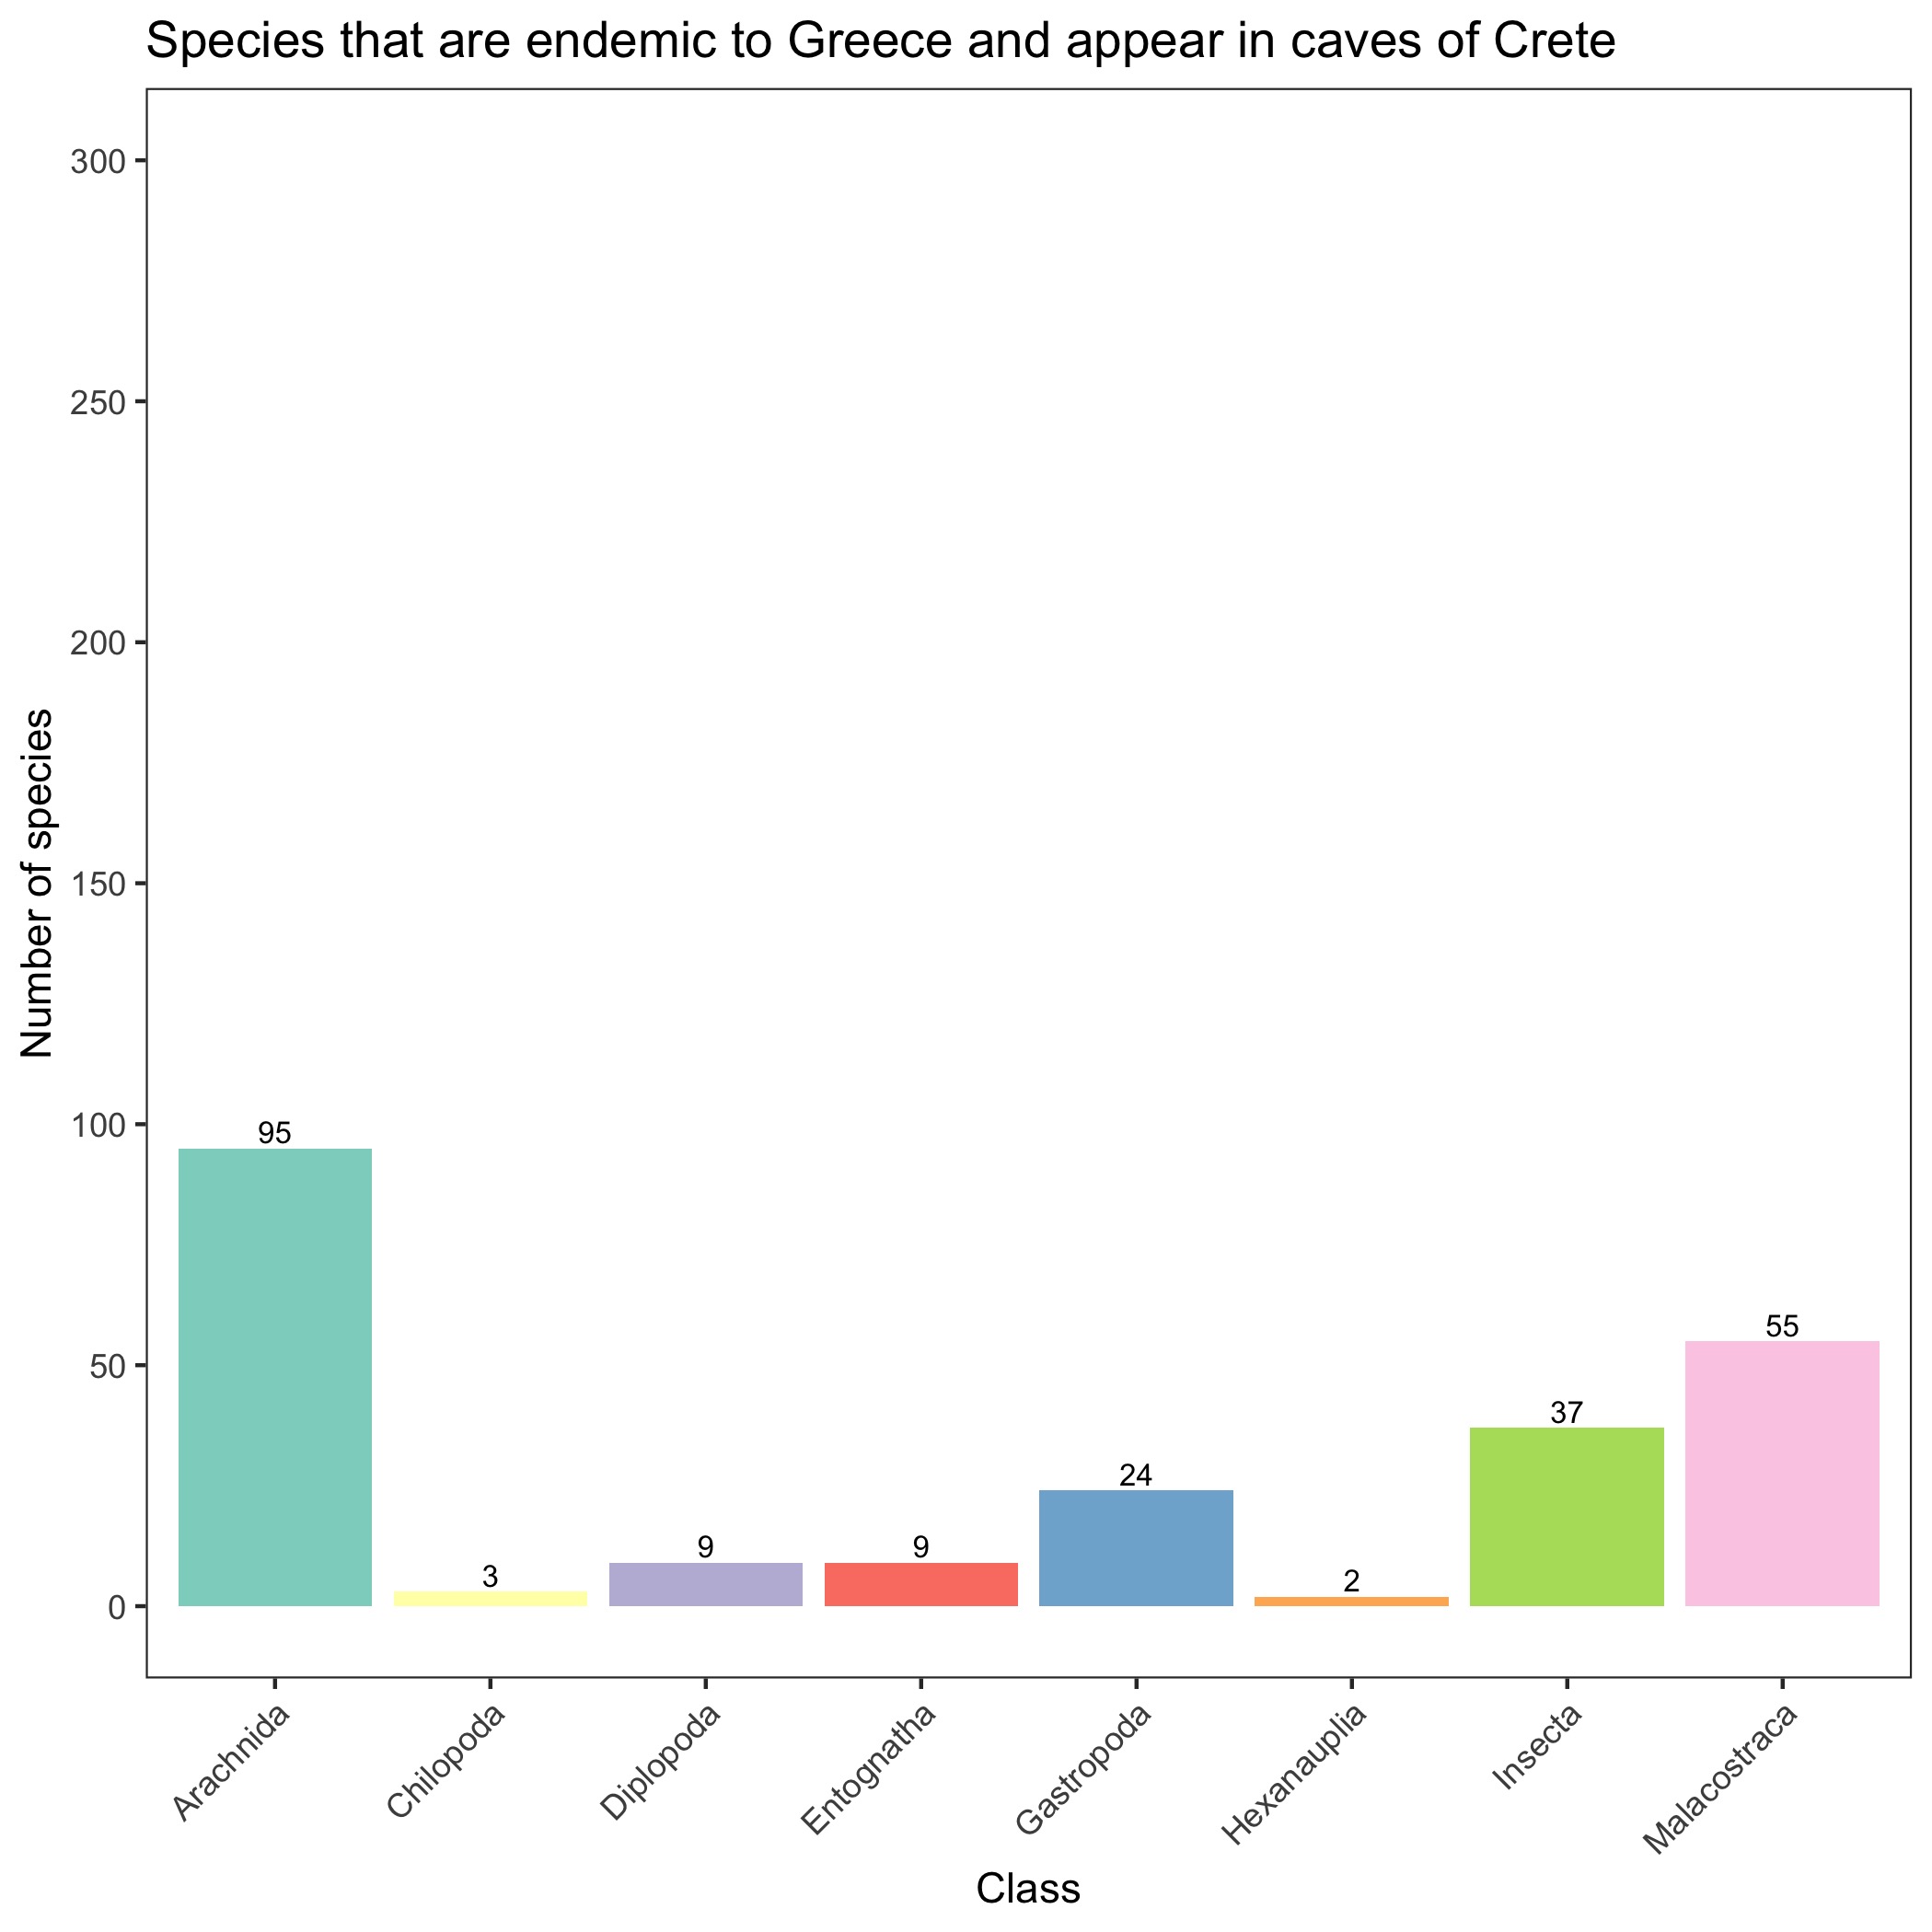 Species that are endemic to Greece and appear in caves of Crete
Number of species
300
250
200
150
100
50
0
95
3
9
9
24
2
37
55
Arachnida
Chilopoda
Diplopoda
Entognatha
Gastropoda
Hexanauplia
Insecta
Malacostraca
Class